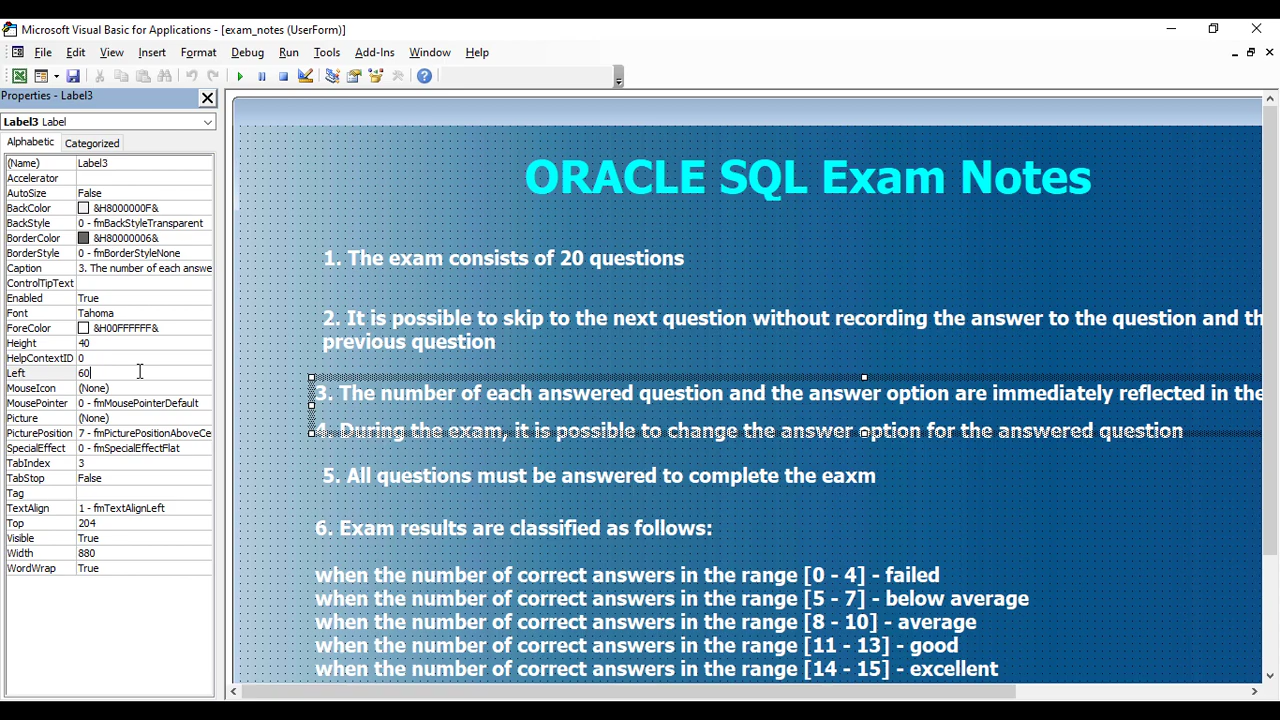 Microsoft Visual Basic for Applications - [exam_notes (UserForm)]
File Edit View Insert Format Debug Run Tools Add-Ins Window Help
Properties - Label3
Label3 Label
Alphabetic Categorized
(Name) Label3
Accelerator
AutoSize False
BackColor &H8000000F&
BackStyle 0 - fmBackStyleTransparent
BorderColor &H80000006&
BorderStyle 0 - fmBorderStyleNone
Caption 3. The number of each answe
ControlTipText
Enabled True
Font Tahoma
ForeColor &H00FFFFFF&
Height 40
HelpContextID 0
Left 60
MouseIcon (None)
MousePointer 0 - fmMousePointerDefault
Picture (None)
PicturePosition 7 - fmPicturePositionAboveCe
SpecialEffect 0 - fmSpecialEffectFlat
TabIndex 3
TabStop False
Tag
TextAlign 1 - fmTextAlignLeft
Top 204
Visible True
Width 880
WordWrap True
ORACLE SQL Exam Notes
1. The exam consists of 20 questions
2. It is possible to skip to the next question without recording the answer to the question and th
previous question
3. The number of each answered question and the answer option are immediately reflected in the
4. During the exam, it is possible to change the answer option for the answered question
5. All questions must be answered to complete the eaxm
6. Exam results are classified as follows:
when the number of correct answers in the range [0 - 4] - failed
when the number of correct answers in the range [5 - 7] - below average
when the number of correct answers in the range [8 - 10] - average
when the number of correct answers in the range [11 - 13] - good
when the number of correct answers in the range [14 - 15] - excellent